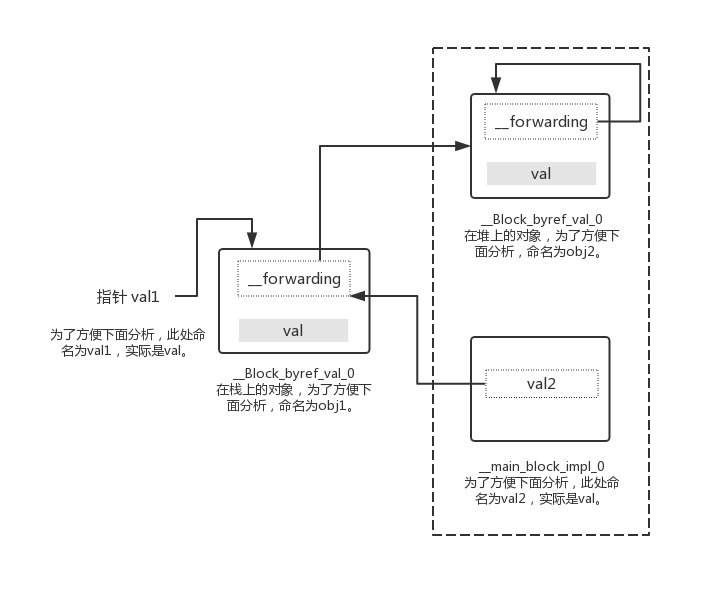 __forwarding
val
__Block_byref_val_0
在堆上的对象，为了方便下
面分析，命名为obj2。
指针 val1
为了方便下面分析，此处命
名为val1，实际是val。
__forwarding
val
__Block_byref_val_0
在栈上的对象，为了方便下
面分析，命名为obj1。
val2
__main_block_impl_0
为了方便下面分析，此处命
名为val2，实际是val。